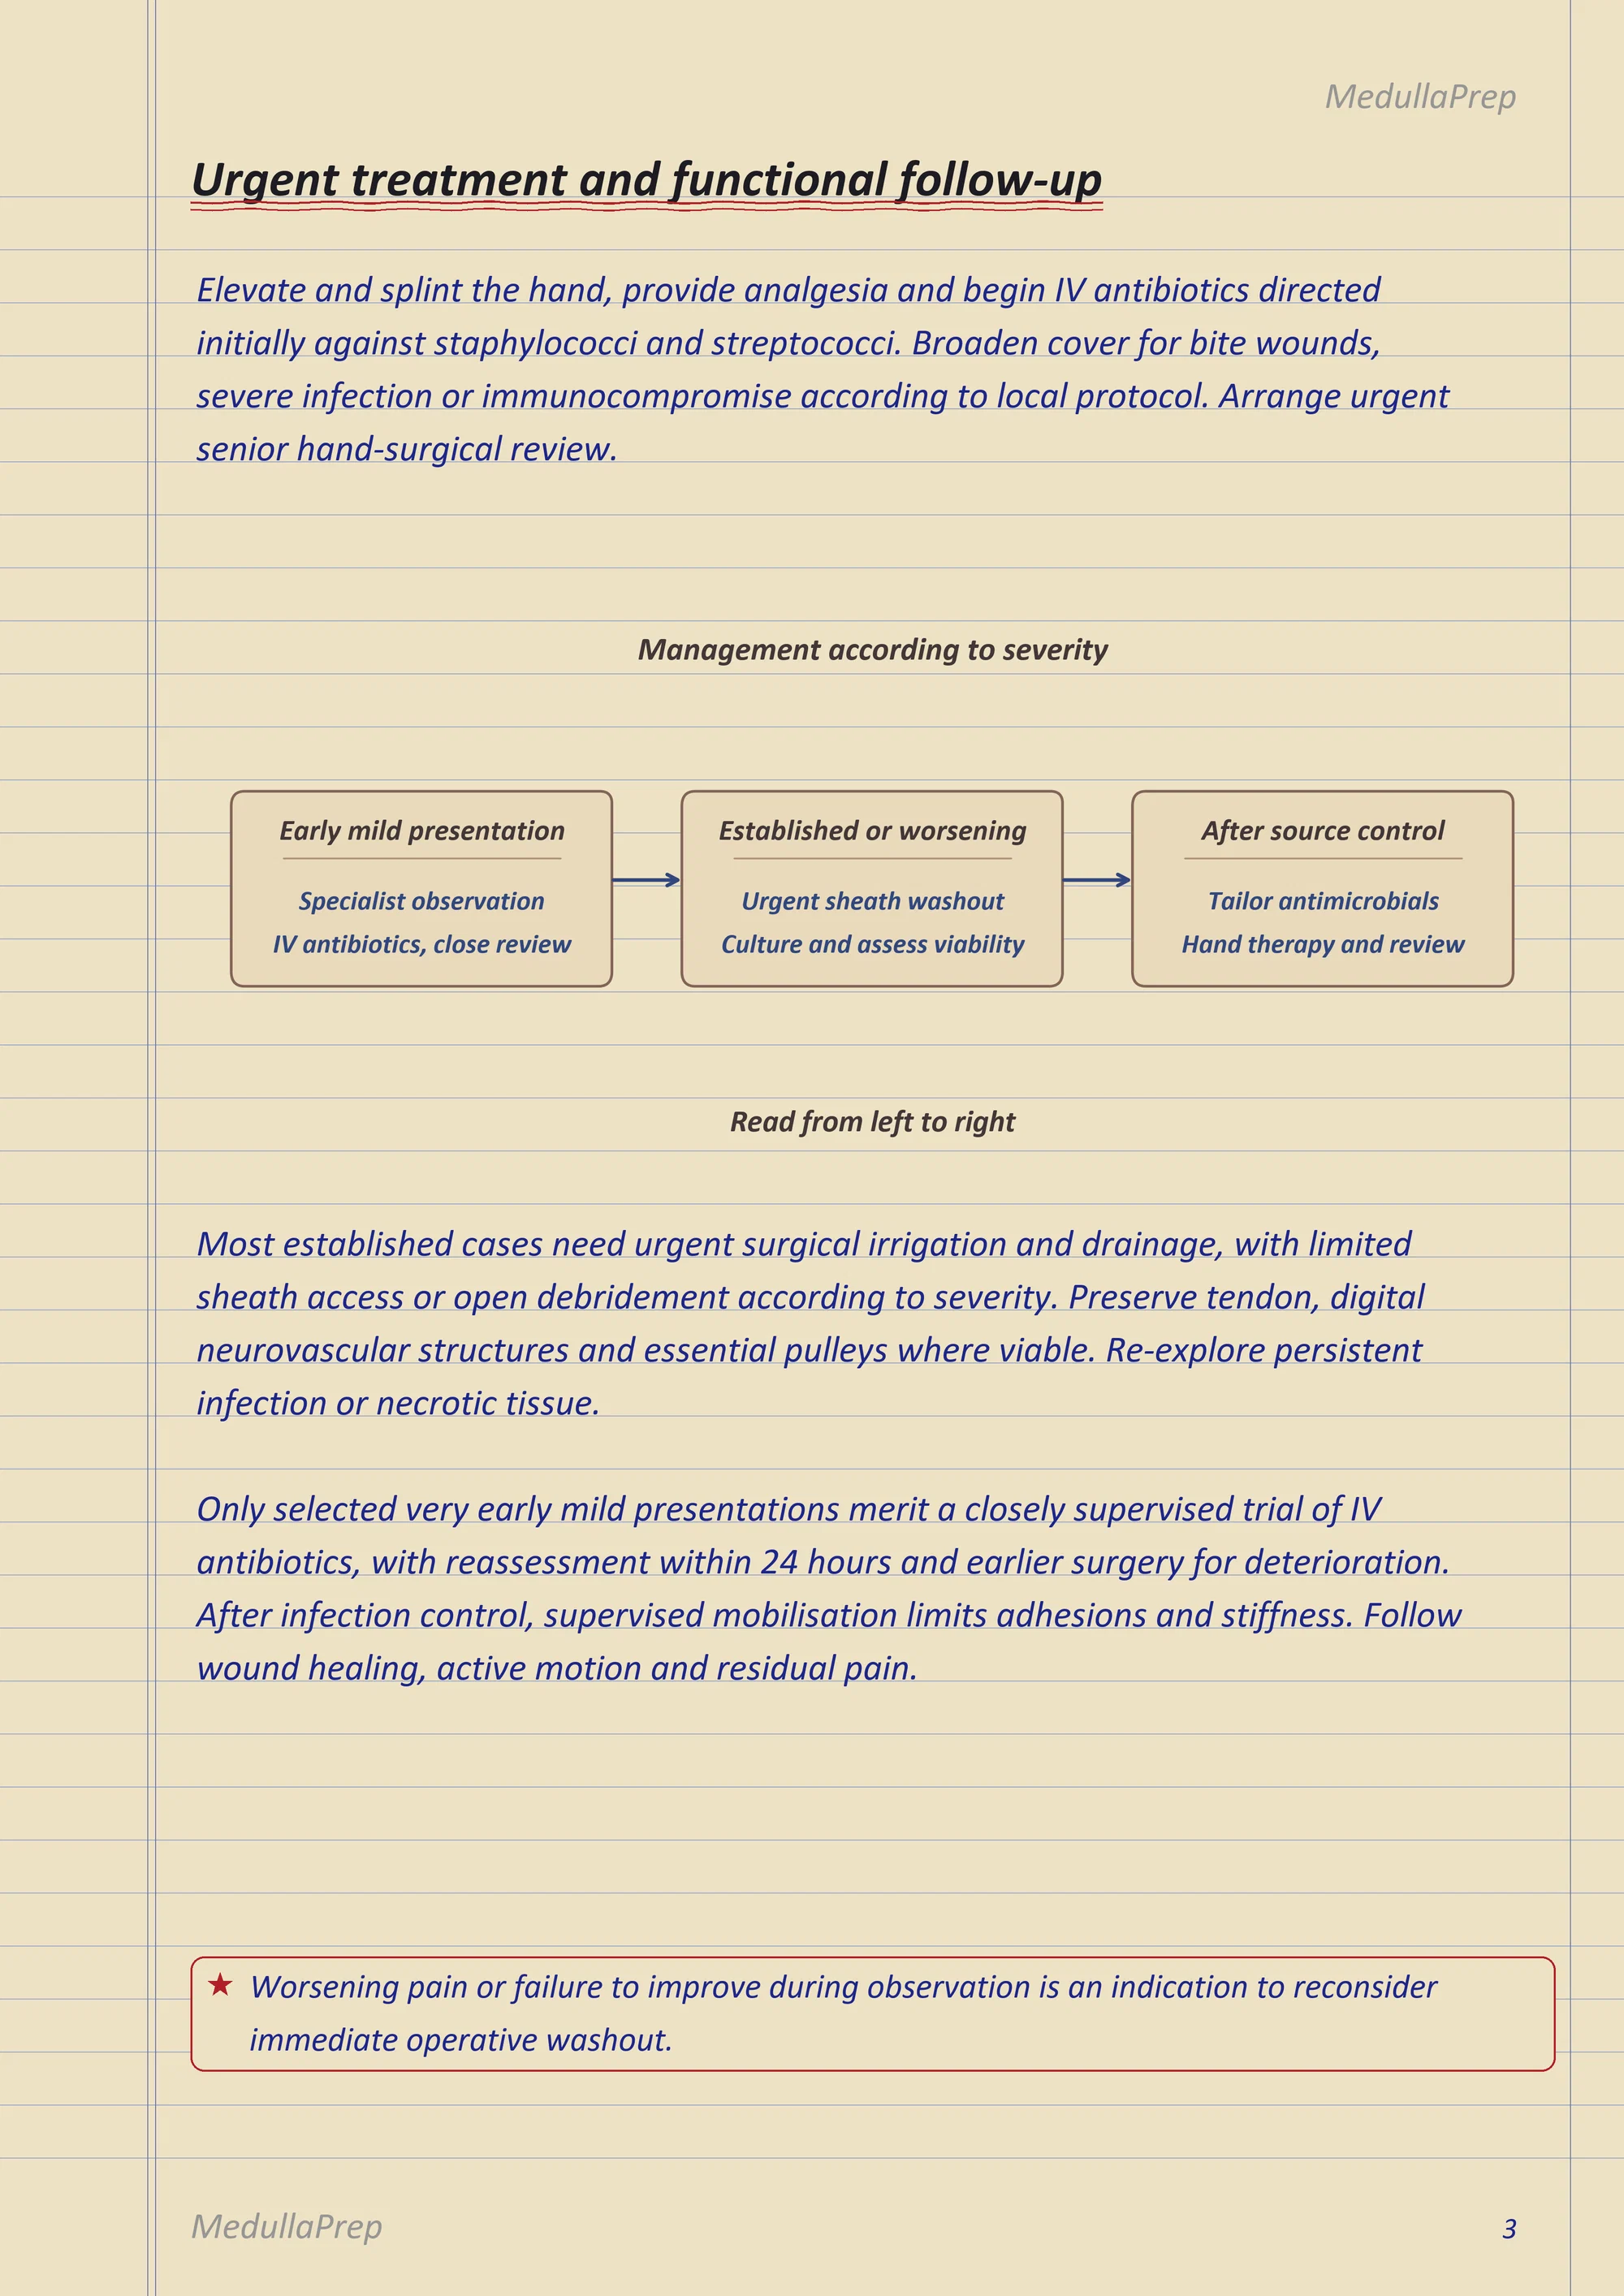 MedullaPrep
Urgent treatment and functional follow-up
Elevate and splint the hand, provide analgesia and begin IV antibiotics directed
initially against staphylococci and streptococci. Broaden cover for bite wounds,
severe infection or immunocompromise according to local protocol. Arrange urgent
senior hand-surgical review.
Management according to severity
Early mild presentation
Specialist observation
IV antibiotics, close review
Established or worsening
Urgent sheath washout
Culture and assess viability
After source control
Tailor antimicrobials
Hand therapy and review
Read from left to right
Most established cases need urgent surgical irrigation and drainage, with limited
sheath access or open debridement according to severity. Preserve tendon, digital
neurovascular structures and essential pulleys where viable. Re-explore persistent
infection or necrotic tissue.
Only selected very early mild presentations merit a closely supervised trial of IV
antibiotics, with reassessment within 24 hours and earlier surgery for deterioration.
After infection control, supervised mobilisation limits adhesions and stiffness. Follow
wound healing, active motion and residual pain.
★ Worsening pain or failure to improve during observation is an indication to reconsider
immediate operative washout.
MedullaPrep
3